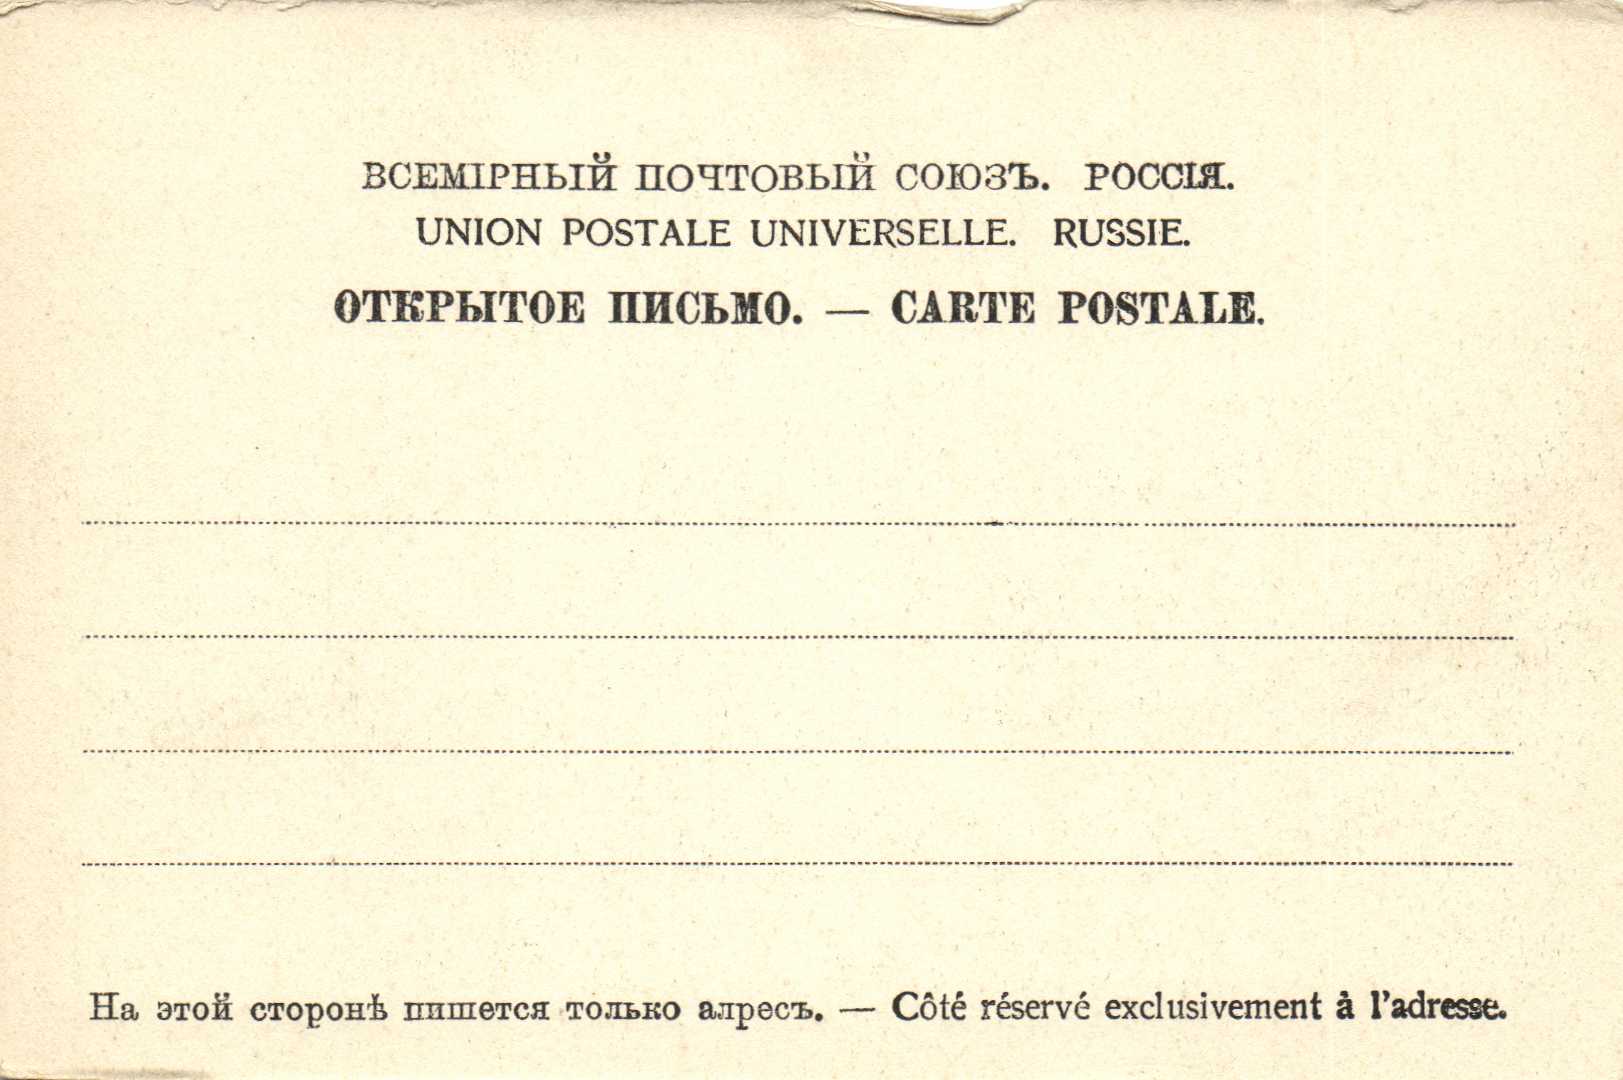 ВСЕМІРНЫЙ ПОЧТОВЫЙ СОЮЗЪ. РОССІЯ.
UNION POSTALE UNIVERSELLE. RUSSIE.
ОТКРЫТОЕ ПИСЬМО. — CARTE POSTALE.
На этой сторонѣ пишется только адресъ. — Côté réservé exclusivement à l'adresse.